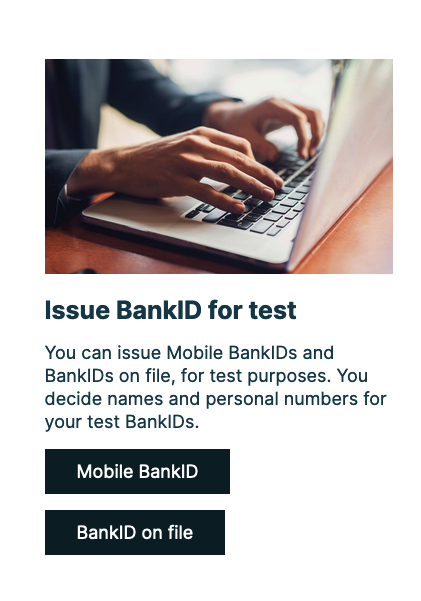 Issue BankID for test
You can issue Mobile BankIDs and
BankIDs on file, for test purposes. You
decide names and personal numbers for
your test BankIDs.
Mobile BankID
BankID on file